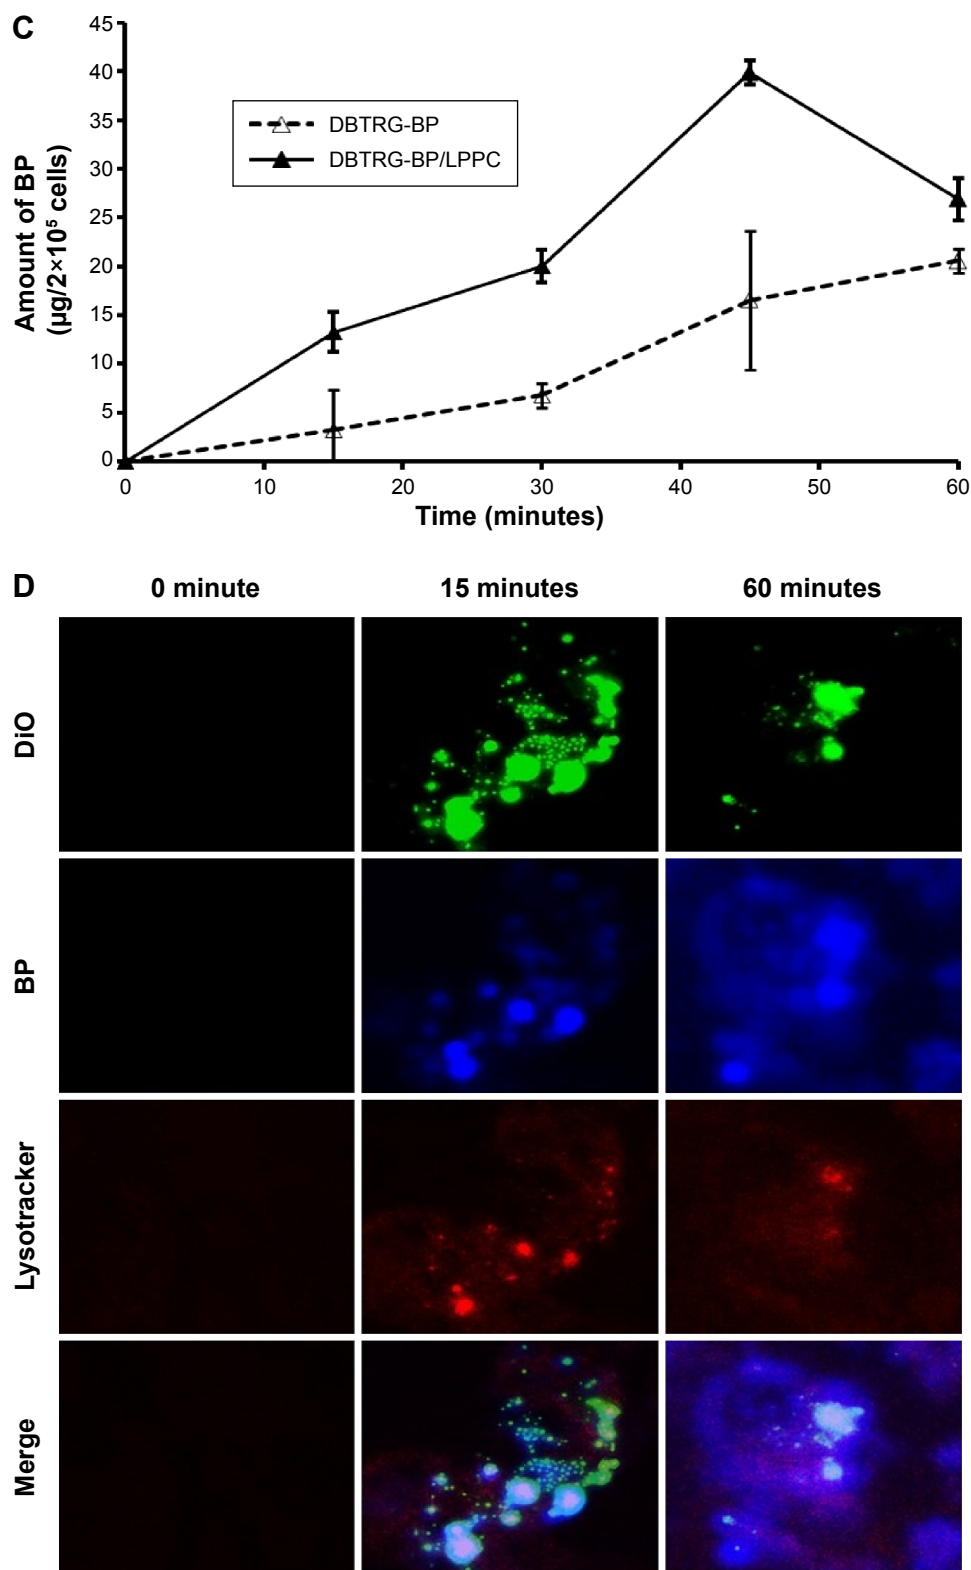 C
45
40
35
30
25
20
15
10
5
0
Amount of BP
(µg/2×10⁵ cells)
DBTRG-BP
DBTRG-BP/LPPC
0 10 20 30 40 50 60
Time (minutes)
D
0 minute 15 minutes 60 minutes
DiO
BP
Lysotracker
Merge